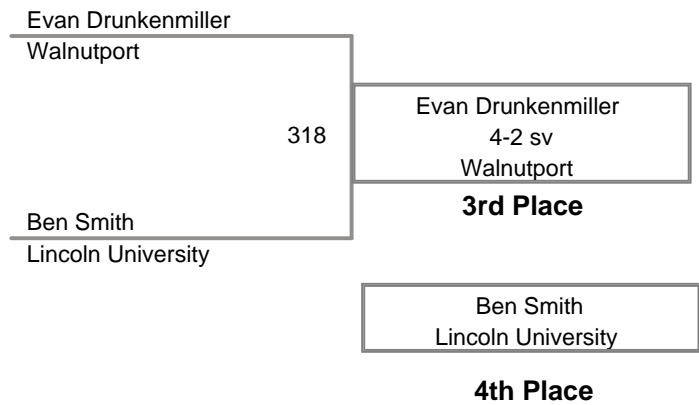 Evan Drunkenmiller
Walnutport
318
Evan Drunkenmiller
4-2 sv
Walnutport
3rd Place
Ben Smith
Lincoln University
Ben Smith
Lincoln University
4th Place